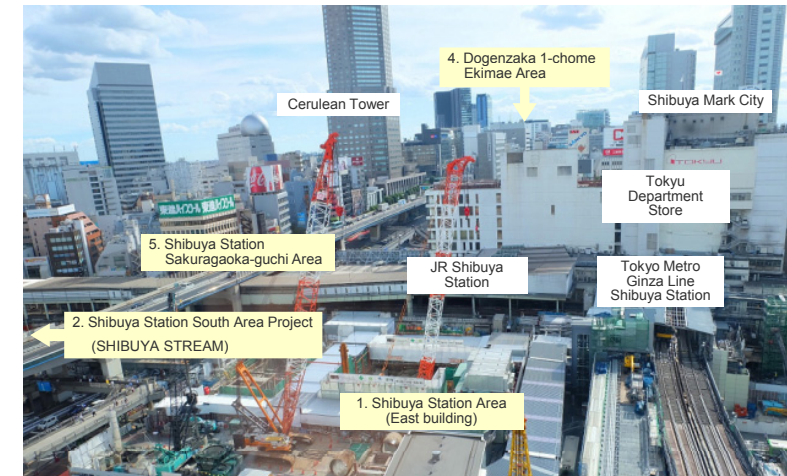 4. Dogenzaka 1-chome
Ekimae Area
Cerulean Tower
Shibuya Mark City
TOKYU
Tokyu
Department
Store
5. Shibuya Station
Sakuragaoka-guchi Area
JR Shibuya
Station
Tokyo Metro
Ginza Line
Shibuya Station
2. Shibuya Station South Area Project
(SHIBUYA STREAM)
1. Shibuya Station Area
(East building)